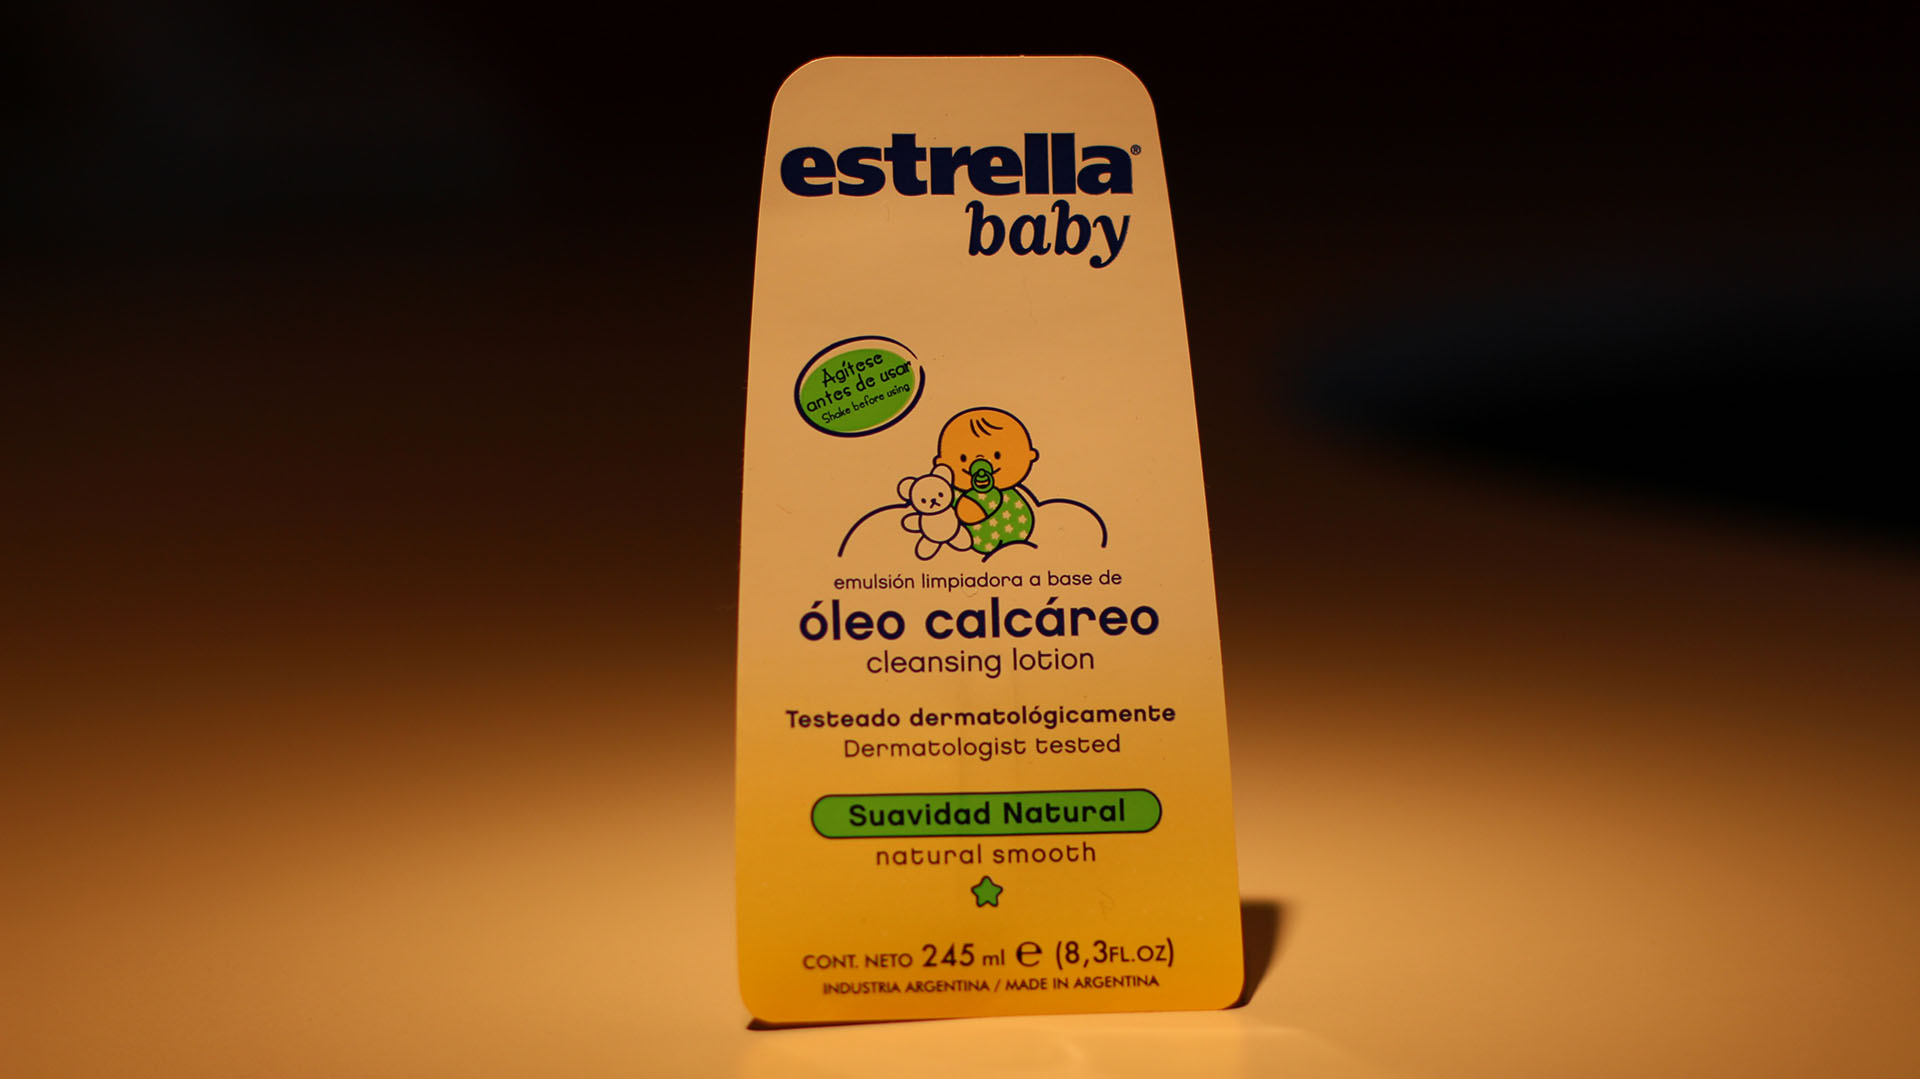 estrella®
baby
Agítese
antes de usar
Shake before using
emulsión limpiadora a base de
óleo calcáreo
cleansing lotion
Testeado dermatológicamente
Dermatologist tested
Suavidad Natural
natural smooth
CONT. NETO 245 ml ℮ (8,3FL.OZ)
INDUSTRIA ARGENTINA / MADE IN ARGENTINA